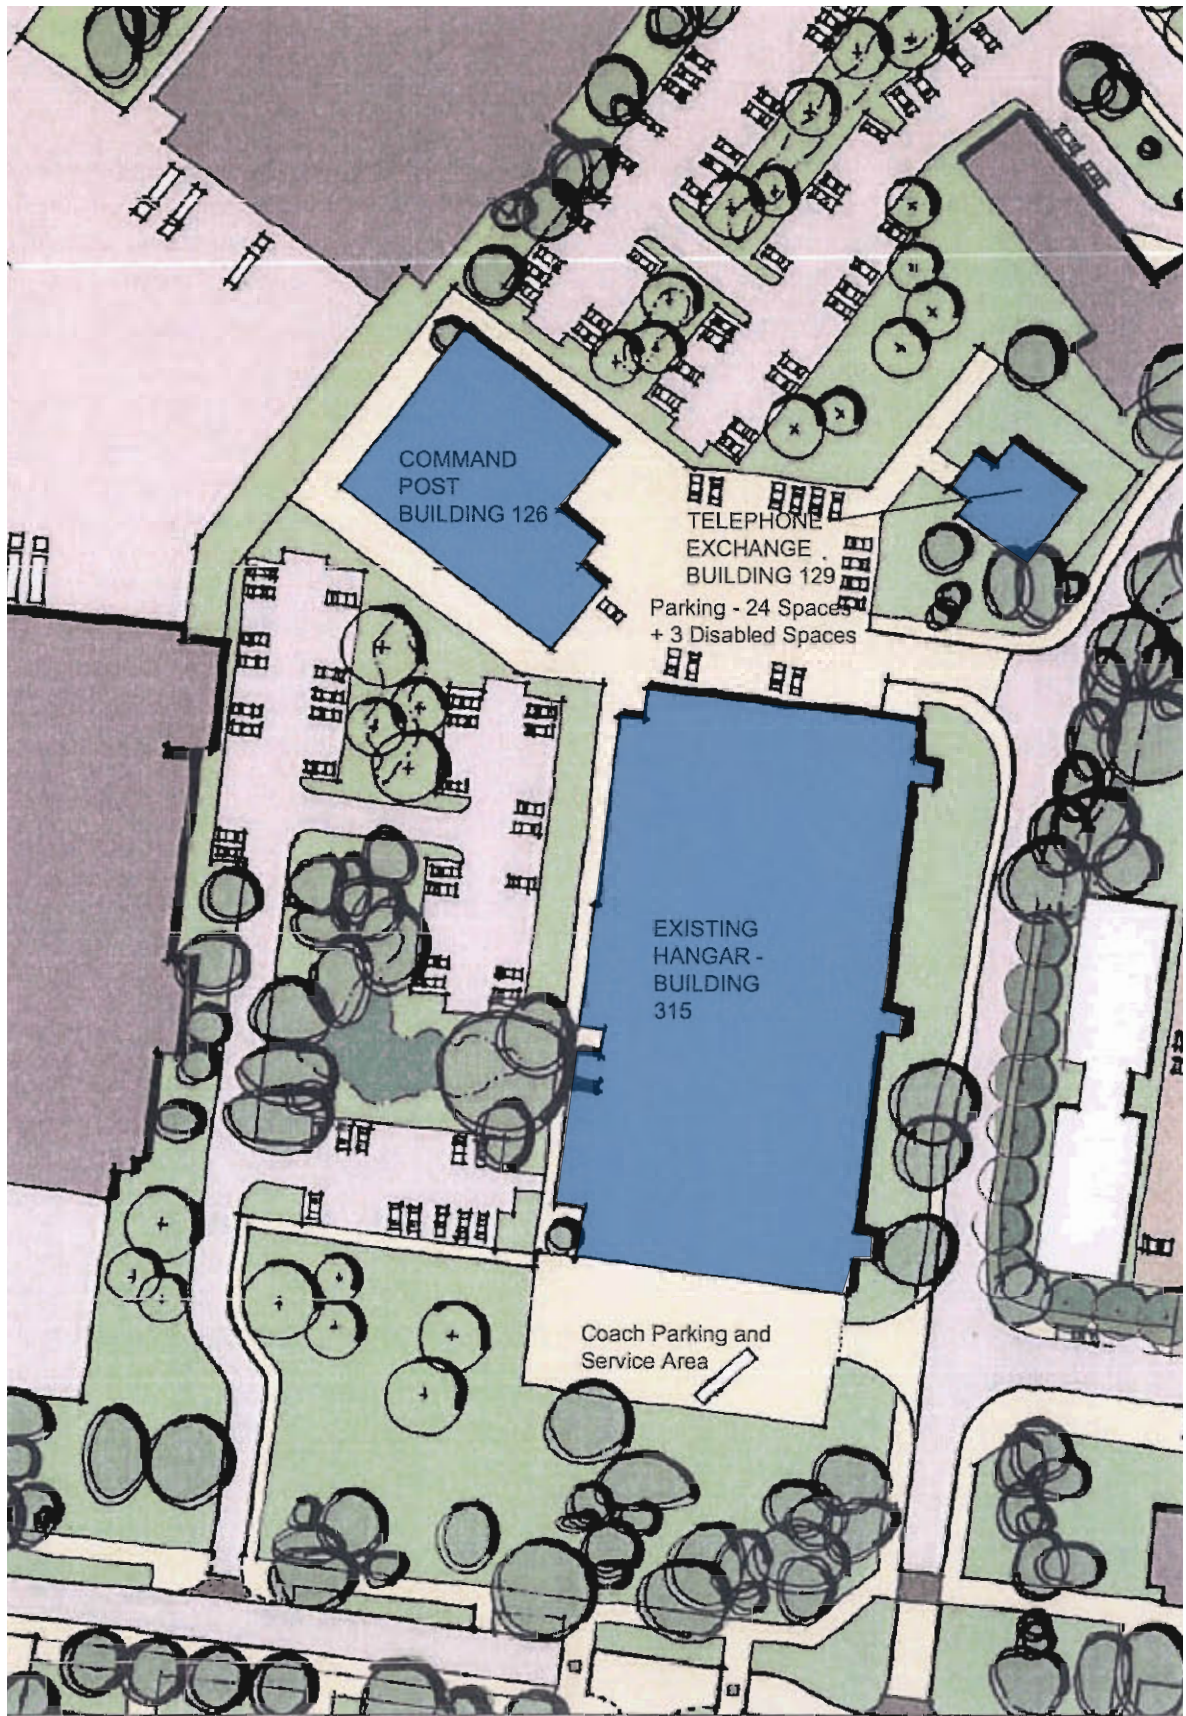 COMMAND
POST
BUILDING 126
TELEPHONE
EXCHANGE
BUILDING 129
Parking - 24 Spaces
+ 3 Disabled Spaces
EXISTING
HANGAR -
BUILDING
315
Coach Parking and
Service Area